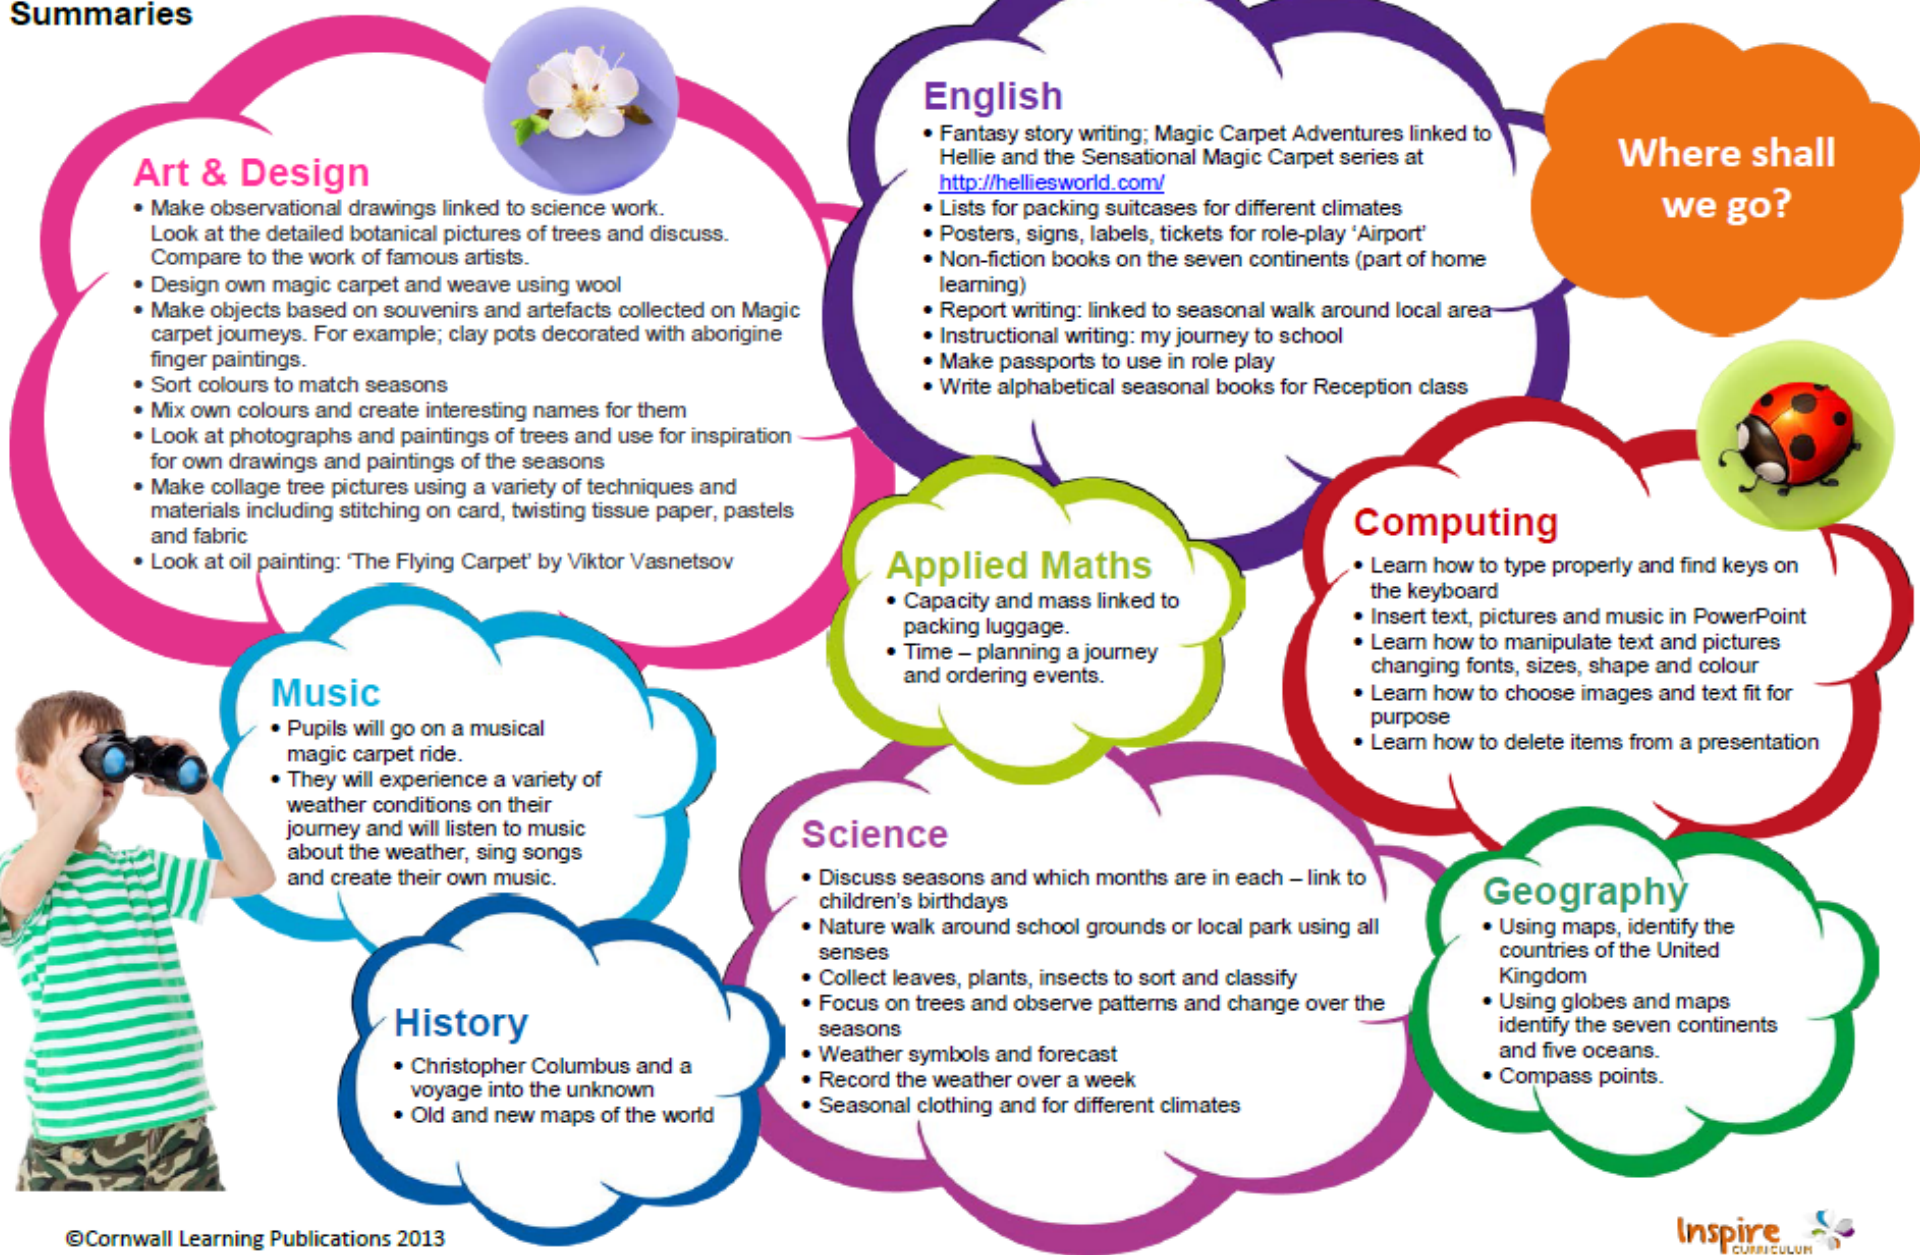 Summaries
Art & Design
• Make observational drawings linked to science work.
Look at the detailed botanical pictures of trees and discuss.
Compare to the work of famous artists.
• Design own magic carpet and weave using wool
• Make objects based on souvenirs and artefacts collected on Magic
carpet journeys. For example; clay pots decorated with aborigine
finger paintings.
• Sort colours to match seasons
• Mix own colours and create interesting names for them
• Look at photographs and paintings of trees and use for inspiration
for own drawings and paintings of the seasons
• Make collage tree pictures using a variety of techniques and
materials including stitching on card, twisting tissue paper, pastels
and fabric
• Look at oil painting: ‘The Flying Carpet’ by Viktor Vasnetsov
English
• Fantasy story writing; Magic Carpet Adventures linked to
Hellie and the Sensational Magic Carpet series at
http://helliesworld.com/
• Lists for packing suitcases for different climates
• Posters, signs, labels, tickets for role-play ‘Airport’
• Non-fiction books on the seven continents (part of home
learning)
• Report writing: linked to seasonal walk around local area
• Instructional writing: my journey to school
• Make passports to use in role play
• Write alphabetical seasonal books for Reception class
Where shall
we go?
Applied Maths
• Capacity and mass linked to
packing luggage.
• Time – planning a journey
and ordering events.
Computing
• Learn how to type properly and find keys on
the keyboard
• Insert text, pictures and music in PowerPoint
• Learn how to manipulate text and pictures
changing fonts, sizes, shape and colour
• Learn how to choose images and text fit for
purpose
• Learn how to delete items from a presentation
Music
• Pupils will go on a musical
magic carpet ride.
• They will experience a variety of
weather conditions on their
journey and will listen to music
about the weather, sing songs
and create their own music.
Science
• Discuss seasons and which months are in each – link to
children’s birthdays
• Nature walk around school grounds or local park using all
senses
• Collect leaves, plants, insects to sort and classify
• Focus on trees and observe patterns and change over the
seasons
• Weather symbols and forecast
• Record the weather over a week
• Seasonal clothing and for different climates
Geography
• Using maps, identify the
countries of the United
Kingdom
• Using globes and maps
identify the seven continents
and five oceans.
• Compass points.
History
• Christopher Columbus and a
voyage into the unknown
• Old and new maps of the world
©Cornwall Learning Publications 2013
Inspire
CURRICULUM